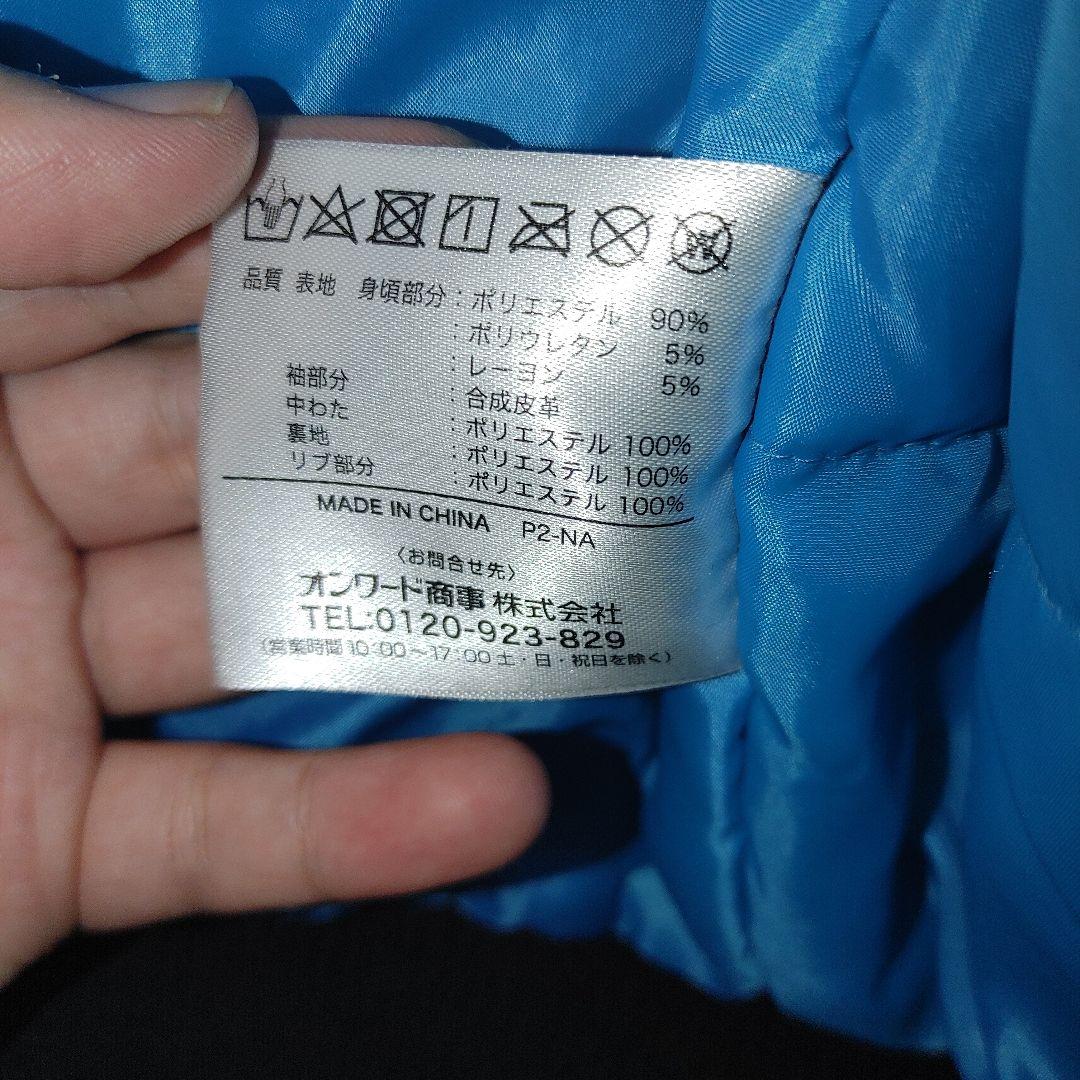 品質 表地 身頃部分：ポリエステル 90%
：ポリウレタン 5%
：レーヨン 5%
袖部分 ：合成皮革
中わた ：ポリエステル 100%
裏地 ：ポリエステル 100%
リブ部分 ：ポリエステル 100%
MADE IN CHINA P2-NA
〈お問合せ先〉
オンワード商事 株式会社
TEL:0120-923-829
(営業時間10:00〜17:00 土・日・祝日を除く)